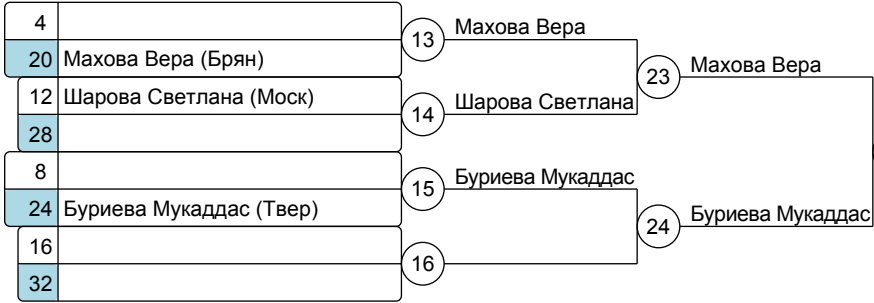 4
20 Махова Вера (Брян)
13 Махова Вера
12 Шарова Светлана (Моск)
28
14 Шарова Светлана
23 Махова Вера
8
24 Буриева Мукаддас (Твер)
15 Буриева Мукаддас
16
32
16
24 Буриева Мукаддас